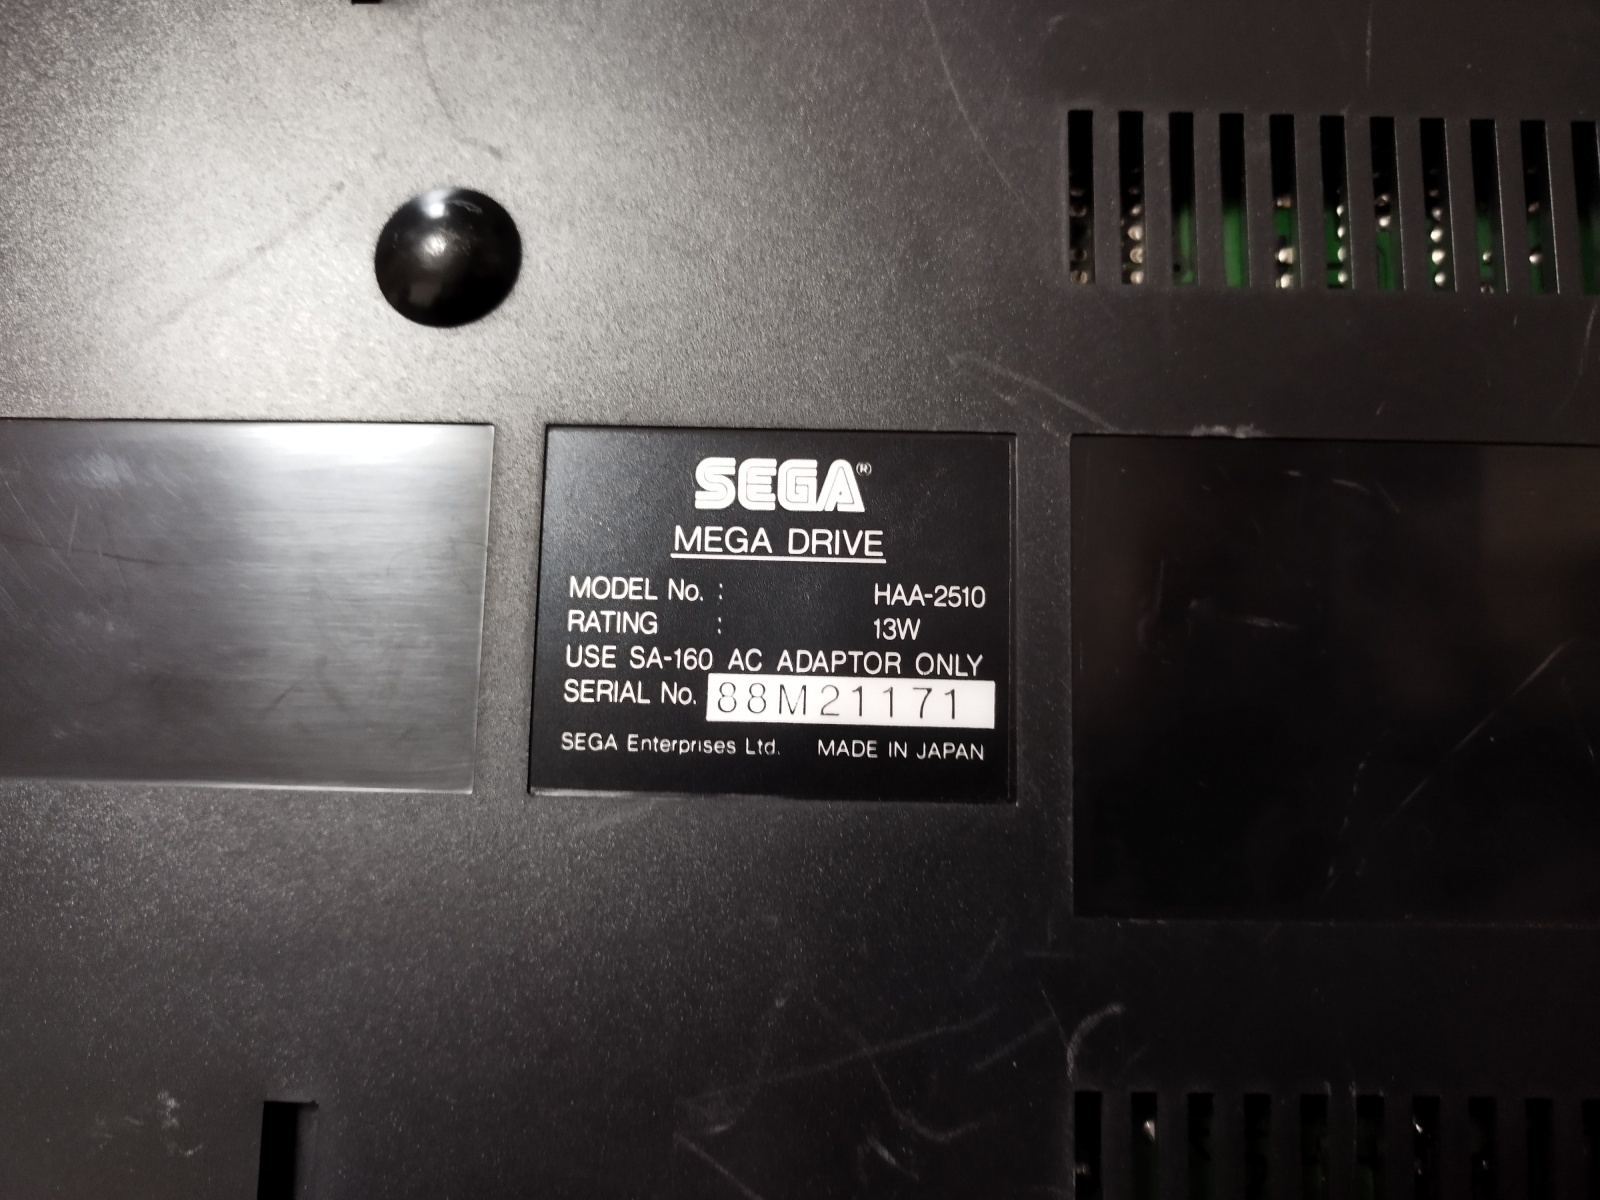 SEGA®
MEGA DRIVE
MODEL No. : HAA-2510
RATING : 13W
USE SA-160 AC ADAPTOR ONLY
SERIAL No. 88M21171
SEGA Enterprises Ltd. MADE IN JAPAN